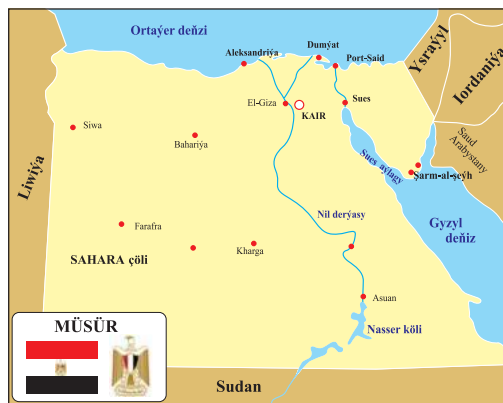 Ortaýer deňzi
Aleksandriýa
Dumýat
Port-Said
Ysraýyl
Iordaniýa
El-Giza
KAIR
Sues
Siwa
Bahariýa
Liwiýa
Sues aýlagy
Saud
Arabystany
Şarm-al-şeýh
Farafra
Nil derýasy
Gyzyl
deňiz
SAHARA çöli
Kharga
Asuan
MÜSÜR
Nasser köli
Sudan